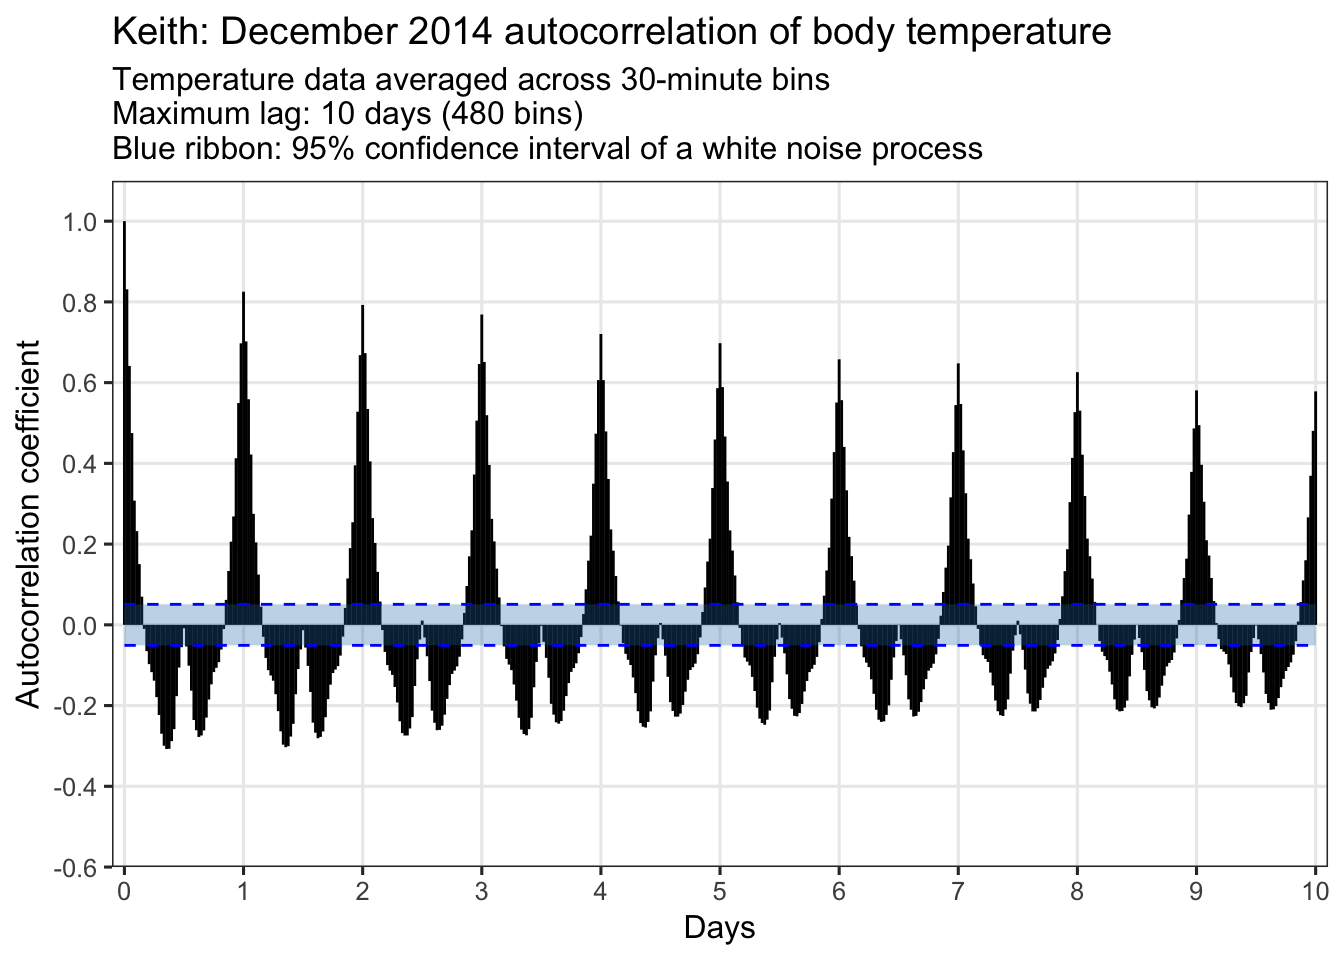 Keith: December 2014 autocorrelation of body temperature
Temperature data averaged across 30-minute bins
Maximum lag: 10 days (480 bins)
Blue ribbon: 95% confidence interval of a white noise process
Autocorrelation coefficient
1.0
0.8
0.6
0.4
0.2
0.0
-0.2
-0.4
-0.6
0 1 2 3 4 5 6 7 8 9 10
Days